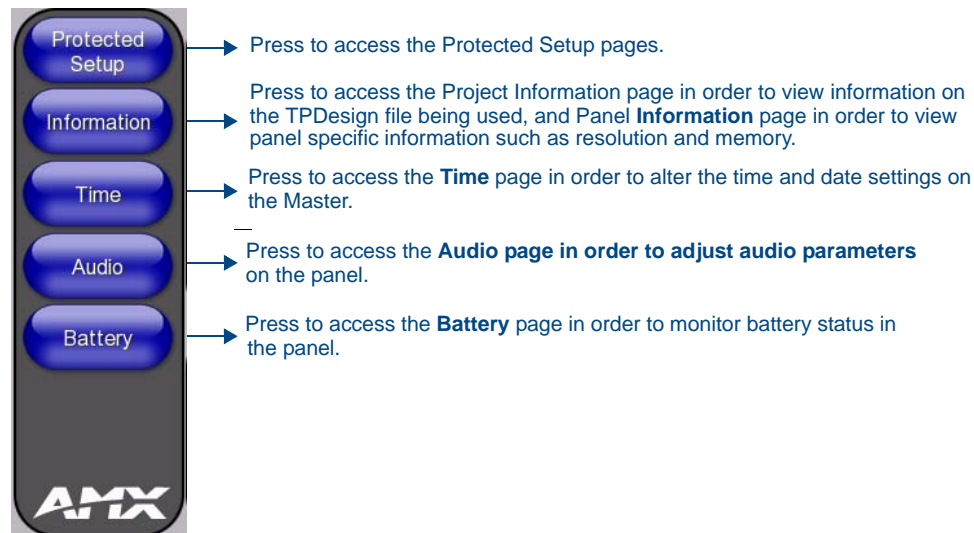 Protected
Setup
Press to access the Protected Setup pages.
Information
Press to access the Project Information page in order to view information on
the TPDesign file being used, and Panel Information page in order to view
panel specific information such as resolution and memory.
Time
Press to access the Time page in order to alter the time and date settings on
the Master.
Audio
Press to access the Audio page in order to adjust audio parameters
on the panel.
Battery
Press to access the Battery page in order to monitor battery status in
the panel.
AMX